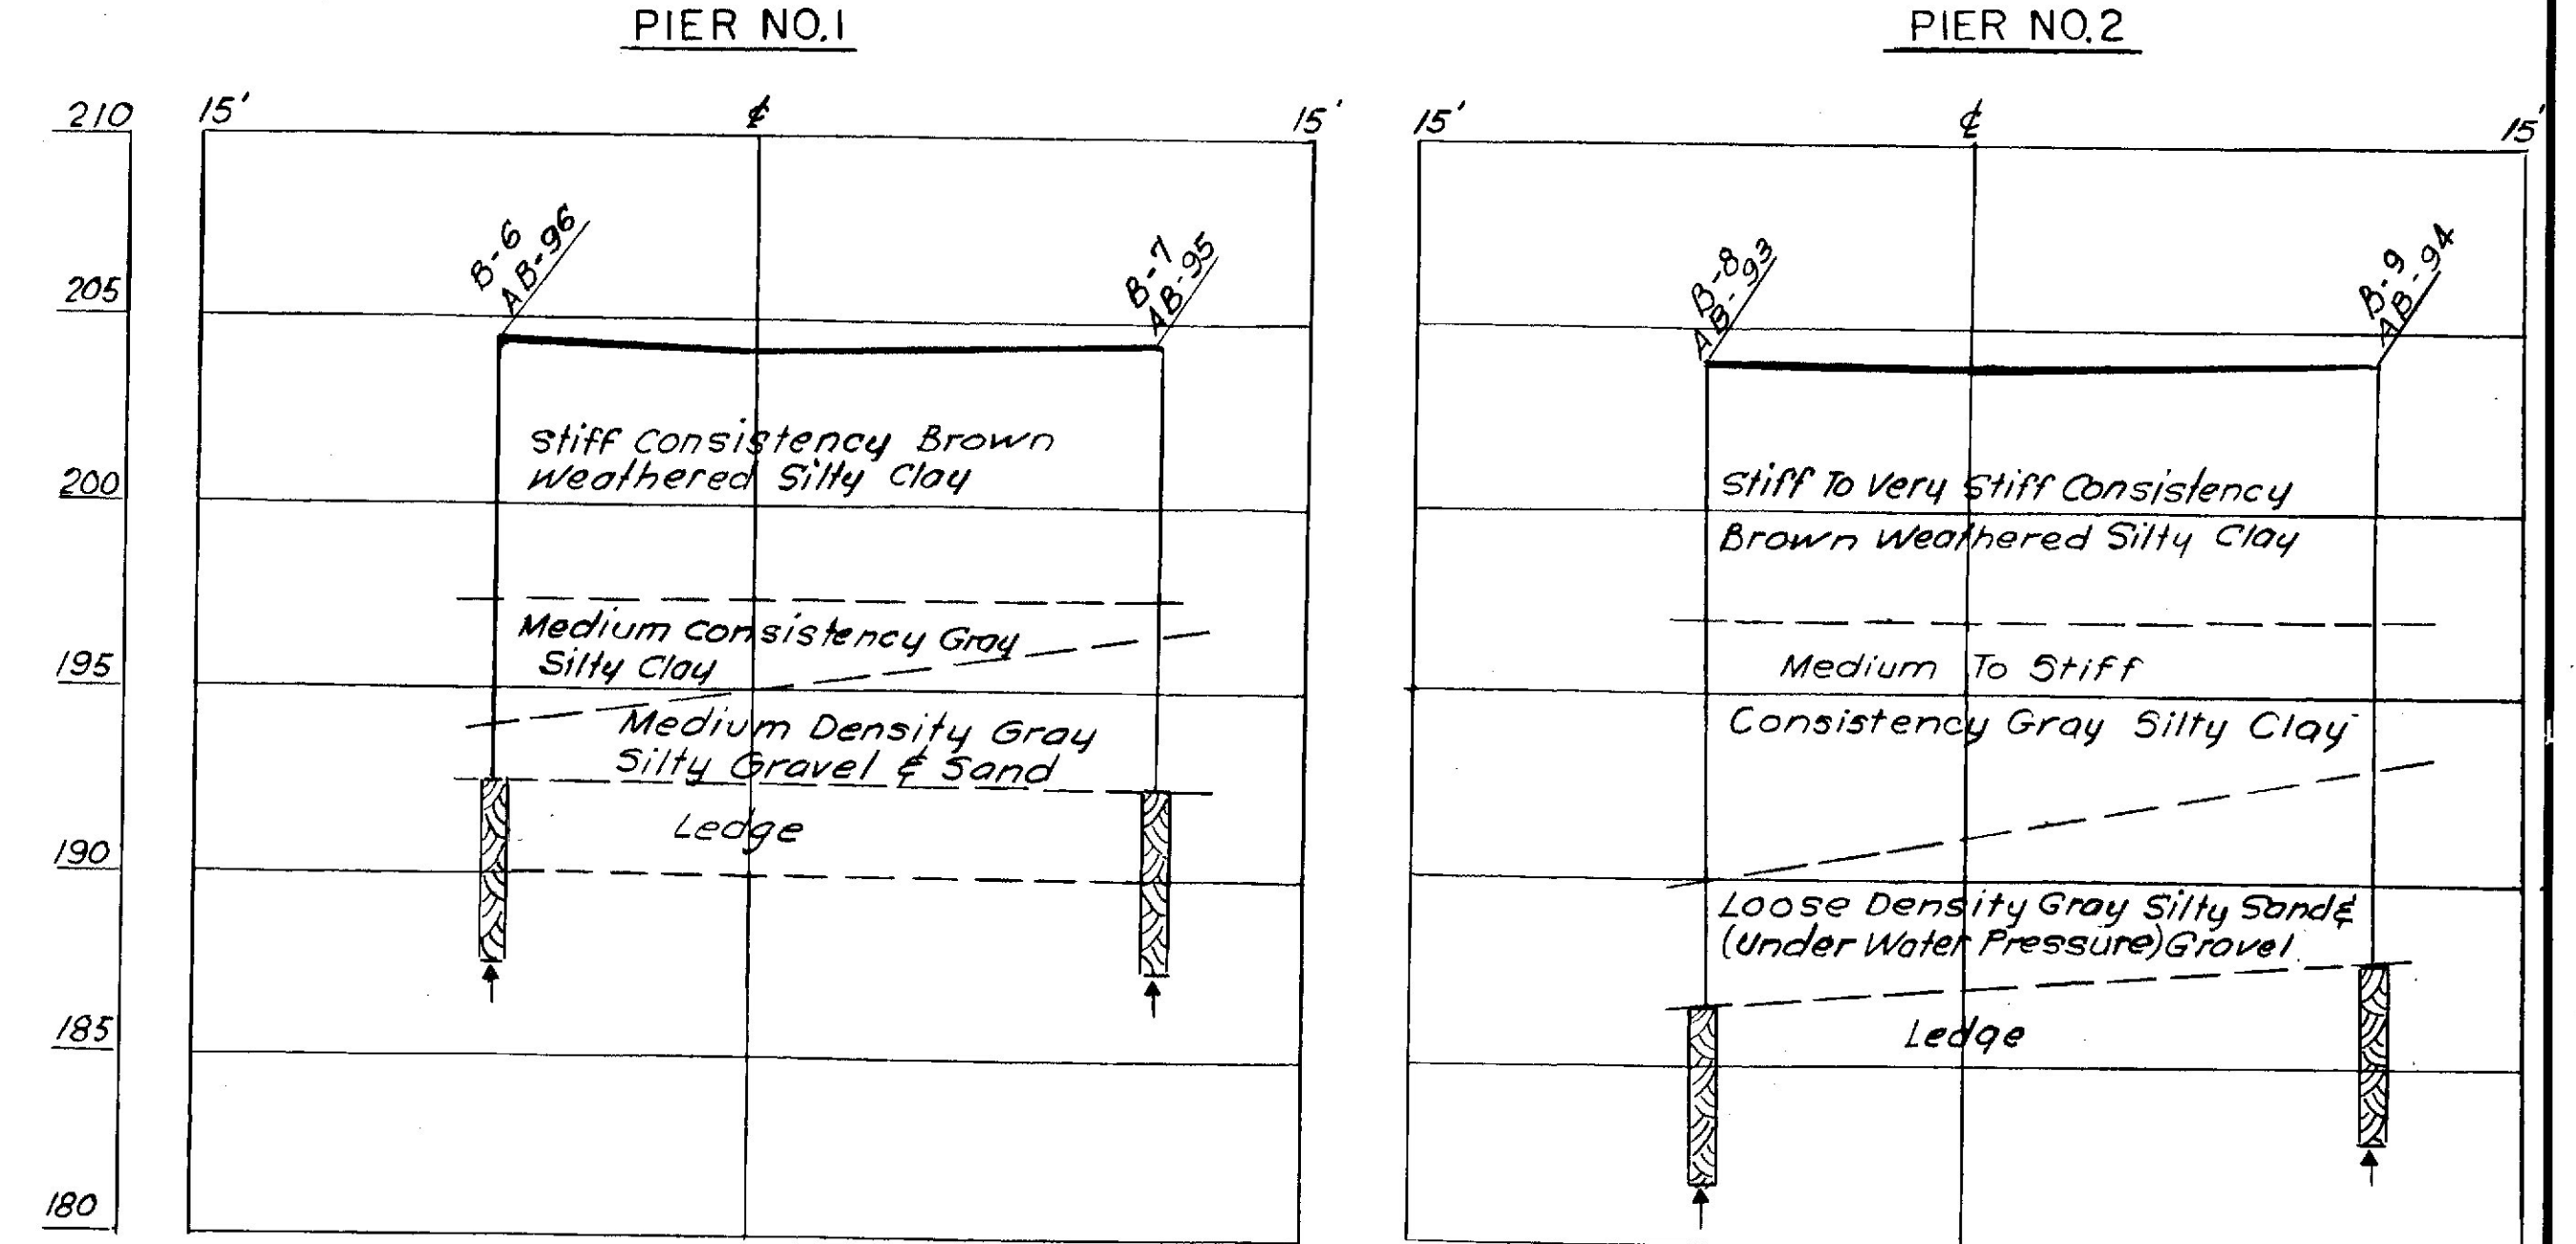 PIER NO.1
PIER NO.2
210
15'
℄
15'
15'
℄
15'
205
200
195
190
185
180
B-6
AB-96
B-7
AB-95
Stiff Consistency Brown
Weathered Silty Clay
Medium Consistency Gray
Silty Clay
Medium Density Gray
Silty Gravel & Sand
Ledge
B-8
AB-93
B-9
AB-94
Stiff To Very Stiff Consistency
Brown Weathered Silty Clay
Medium To Stiff
Consistency Gray Silty Clay
Loose Density Gray Silty Sand &
(Under Water Pressure) Gravel
Ledge